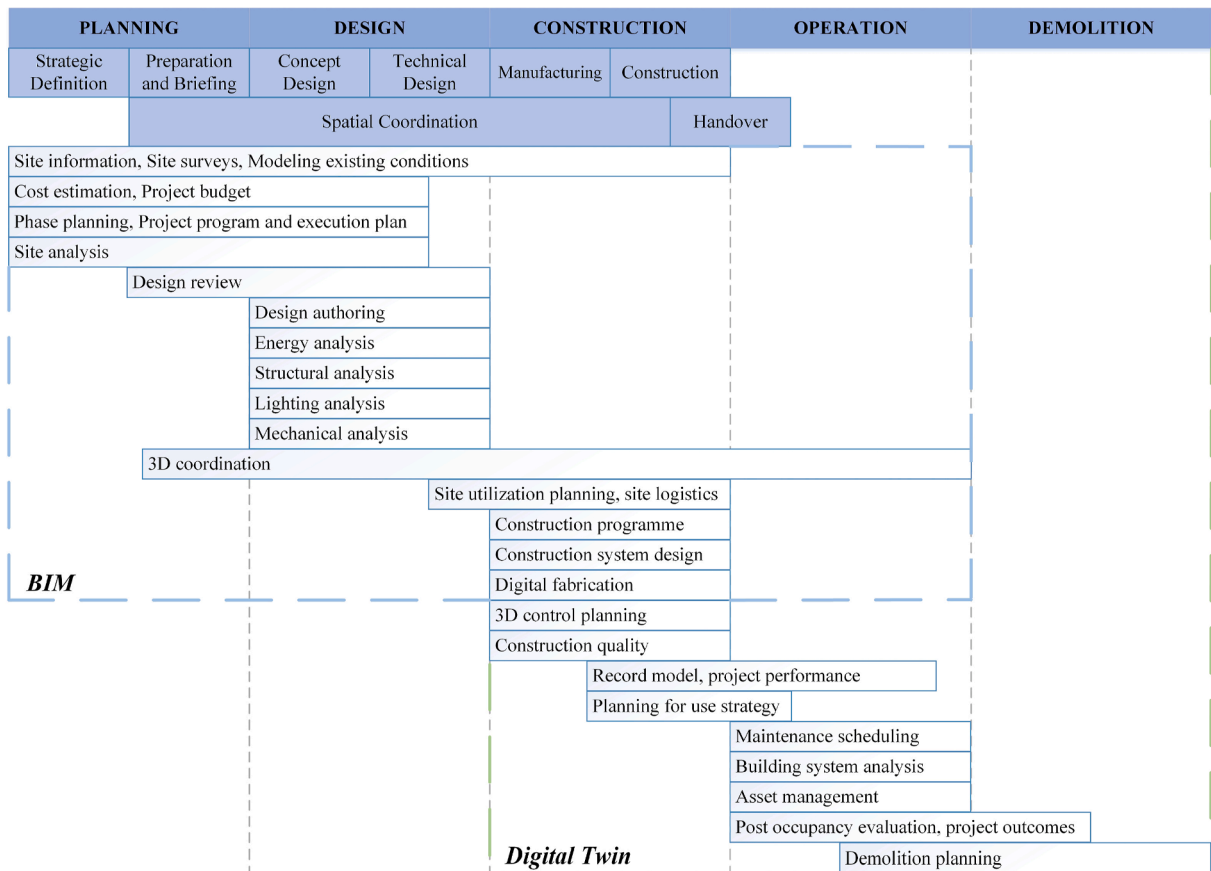 PLANNING DESIGN CONSTRUCTION OPERATION DEMOLITION
Strategic Definition Preparation and Briefing Concept Design Technical Design Manufacturing Construction
Spatial Coordination Handover
Site information, Site surveys, Modeling existing conditions
Cost estimation, Project budget
Phase planning, Project program and execution plan
Site analysis
Design review
Design authoring
Energy analysis
Structural analysis
Lighting analysis
Mechanical analysis
3D coordination
Site utilization planning, site logistics
Construction programme
Construction system design
BIM
Digital fabrication
3D control planning
Construction quality
Record model, project performance
Planning for use strategy
Maintenance scheduling
Building system analysis
Asset management
Post occupancy evaluation, project outcomes
Digital Twin
Demolition planning